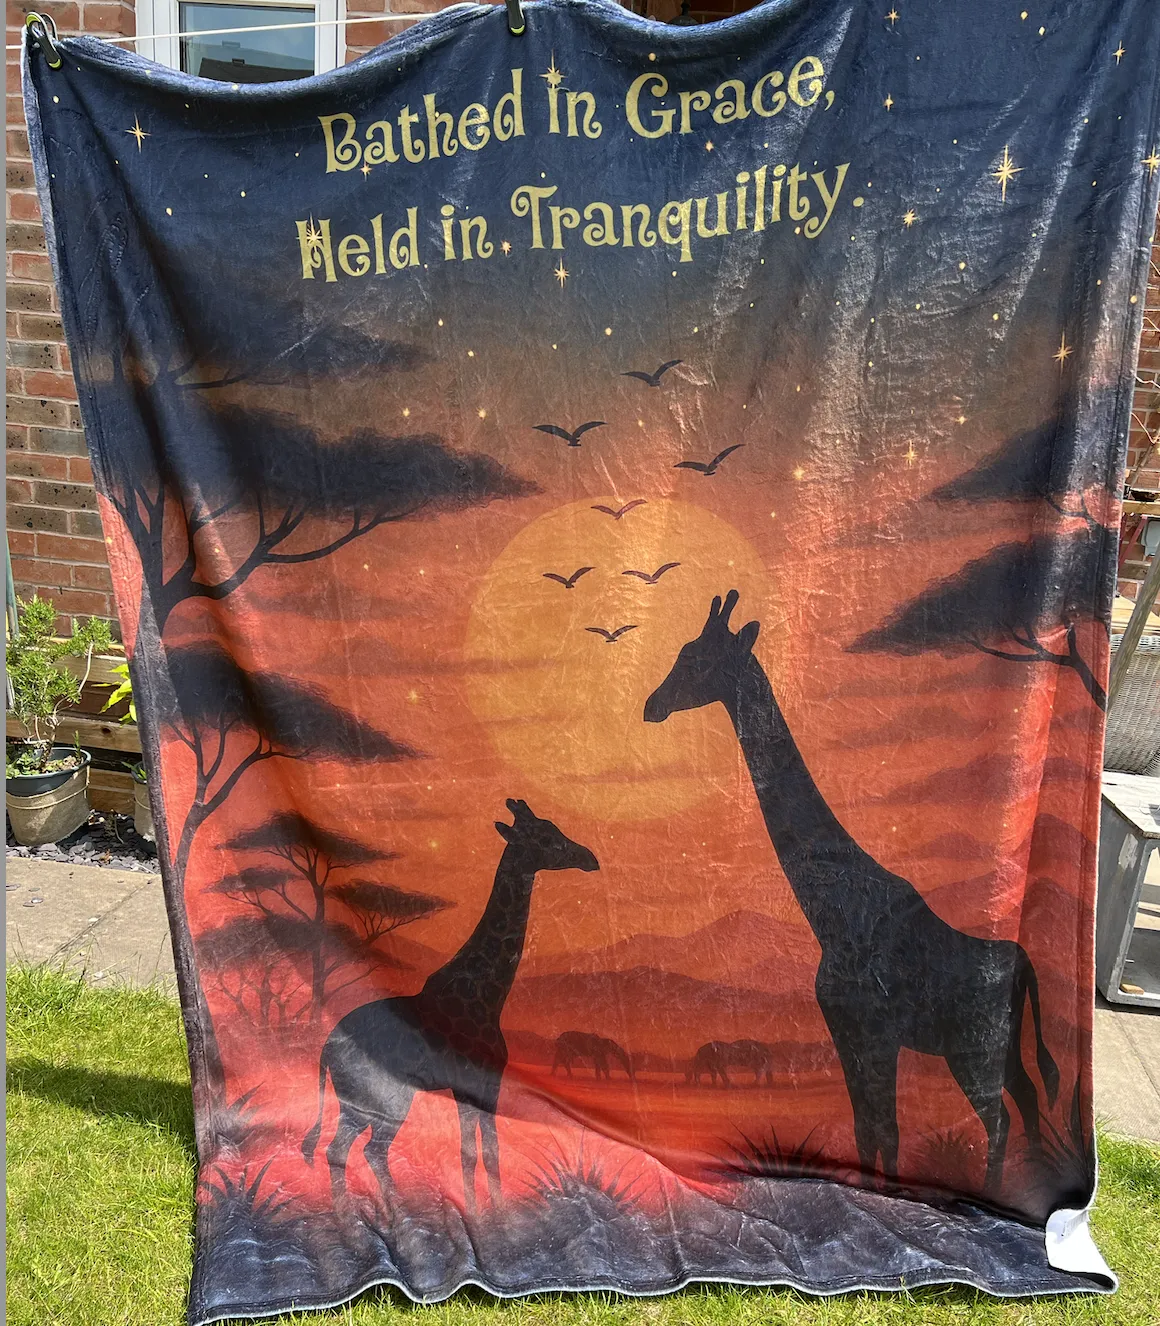 Bathed in Grace,
Held in Tranquility.